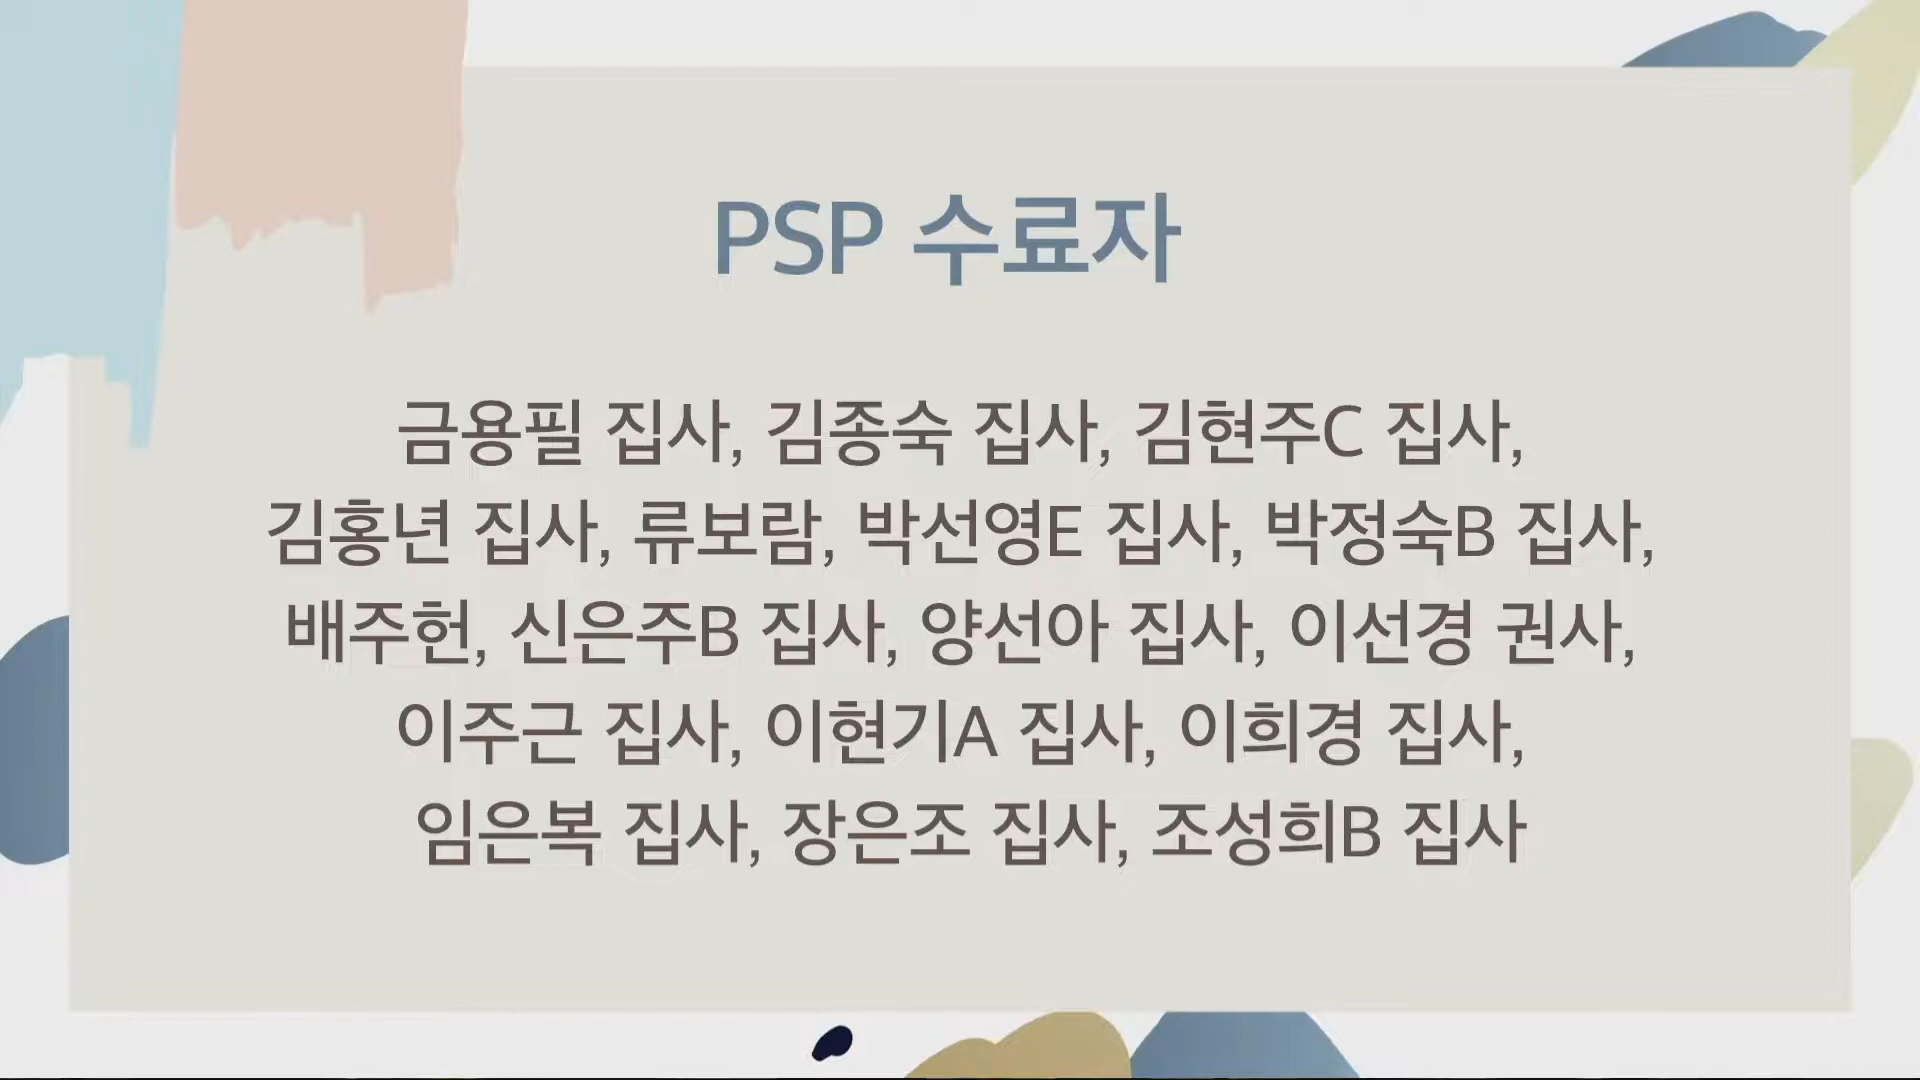 PSP 수료자
금용필 집사, 김종숙 집사, 김현주C 집사,
김홍년 집사, 류보람, 박선영E 집사, 박정숙B 집사,
배주헌, 신은주B 집사, 양선아 집사, 이선경 권사,
이주근 집사, 이현기A 집사, 이희경 집사,
임은복 집사, 장은조 집사, 조성희B 집사